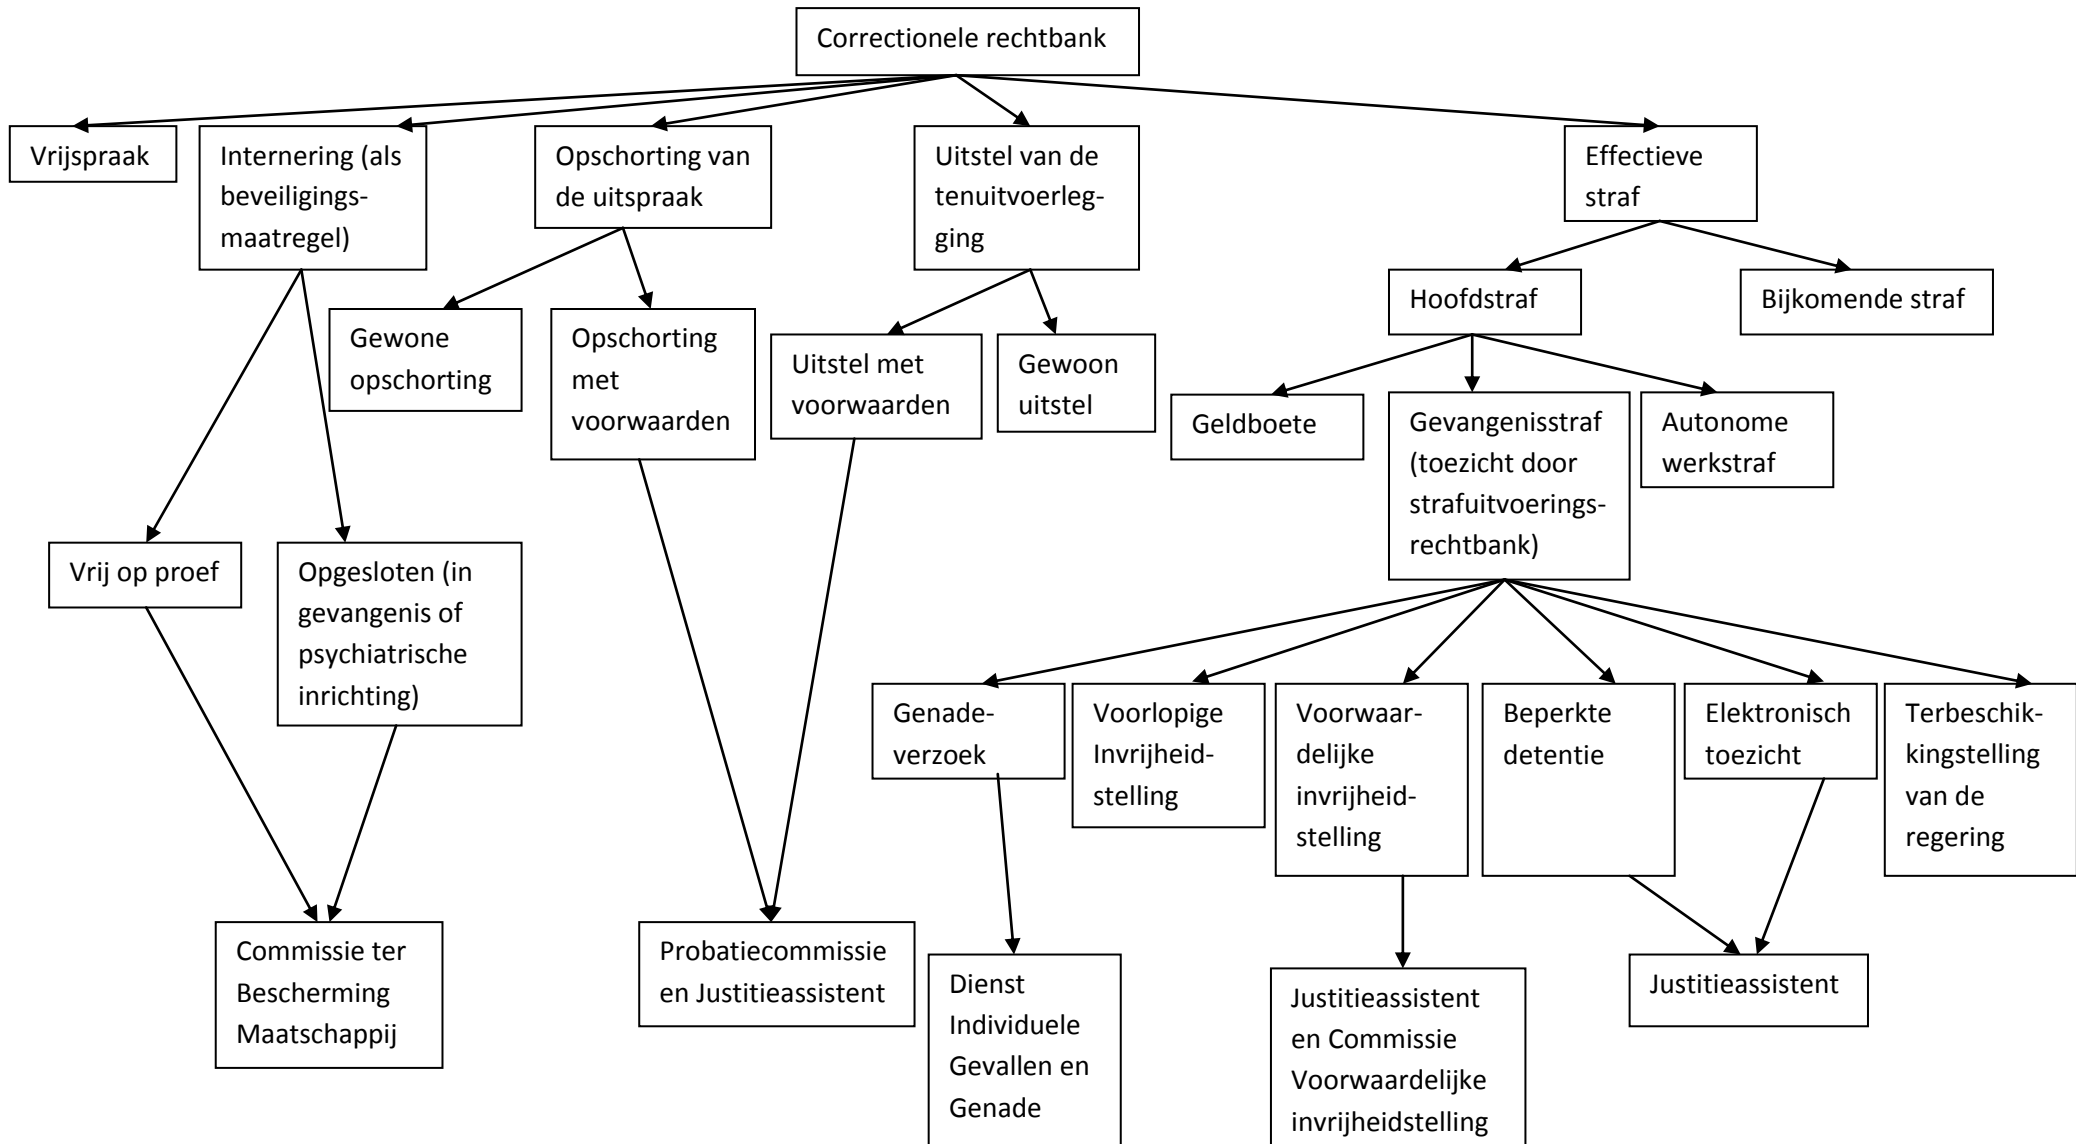 Correctionele rechtbank
Vrijspraak
Internering (als
beveiligings-
maatregel)
Opschorting van
de uitspraak
Uitstel van de
tenuitvoerleg-
ging
Effectieve
straf
Hoofdstraf
Bijkomende straf
Gewone
opschorting
Opschorting
met
voorwaarden
Uitstel met
voorwaarden
Gewoon
uitstel
Geldboete
Gevangenisstraf
(toezicht door
strafuitvoerings-
rechtbank)
Autonome
werkstraf
Vrij op proef
Opgesloten (in
gevangenis of
psychiatrische
inrichting)
Genade-
verzoek
Voorlopige
Invrijheid-
stelling
Voorwaar-
delijke
invrijheid-
stelling
Beperkte
detentie
Elektronisch
toezicht
Terbeschik-
kingstelling
van de
regering
Commissie ter
Bescherming
Maatschappij
Probatiecommissie
en Justitieassistent
Dienst
Individuele
Gevallen en
Genade
Justitieassistent
en Commissie
Voorwaardelijke
invrijheidstelling
Justitieassistent